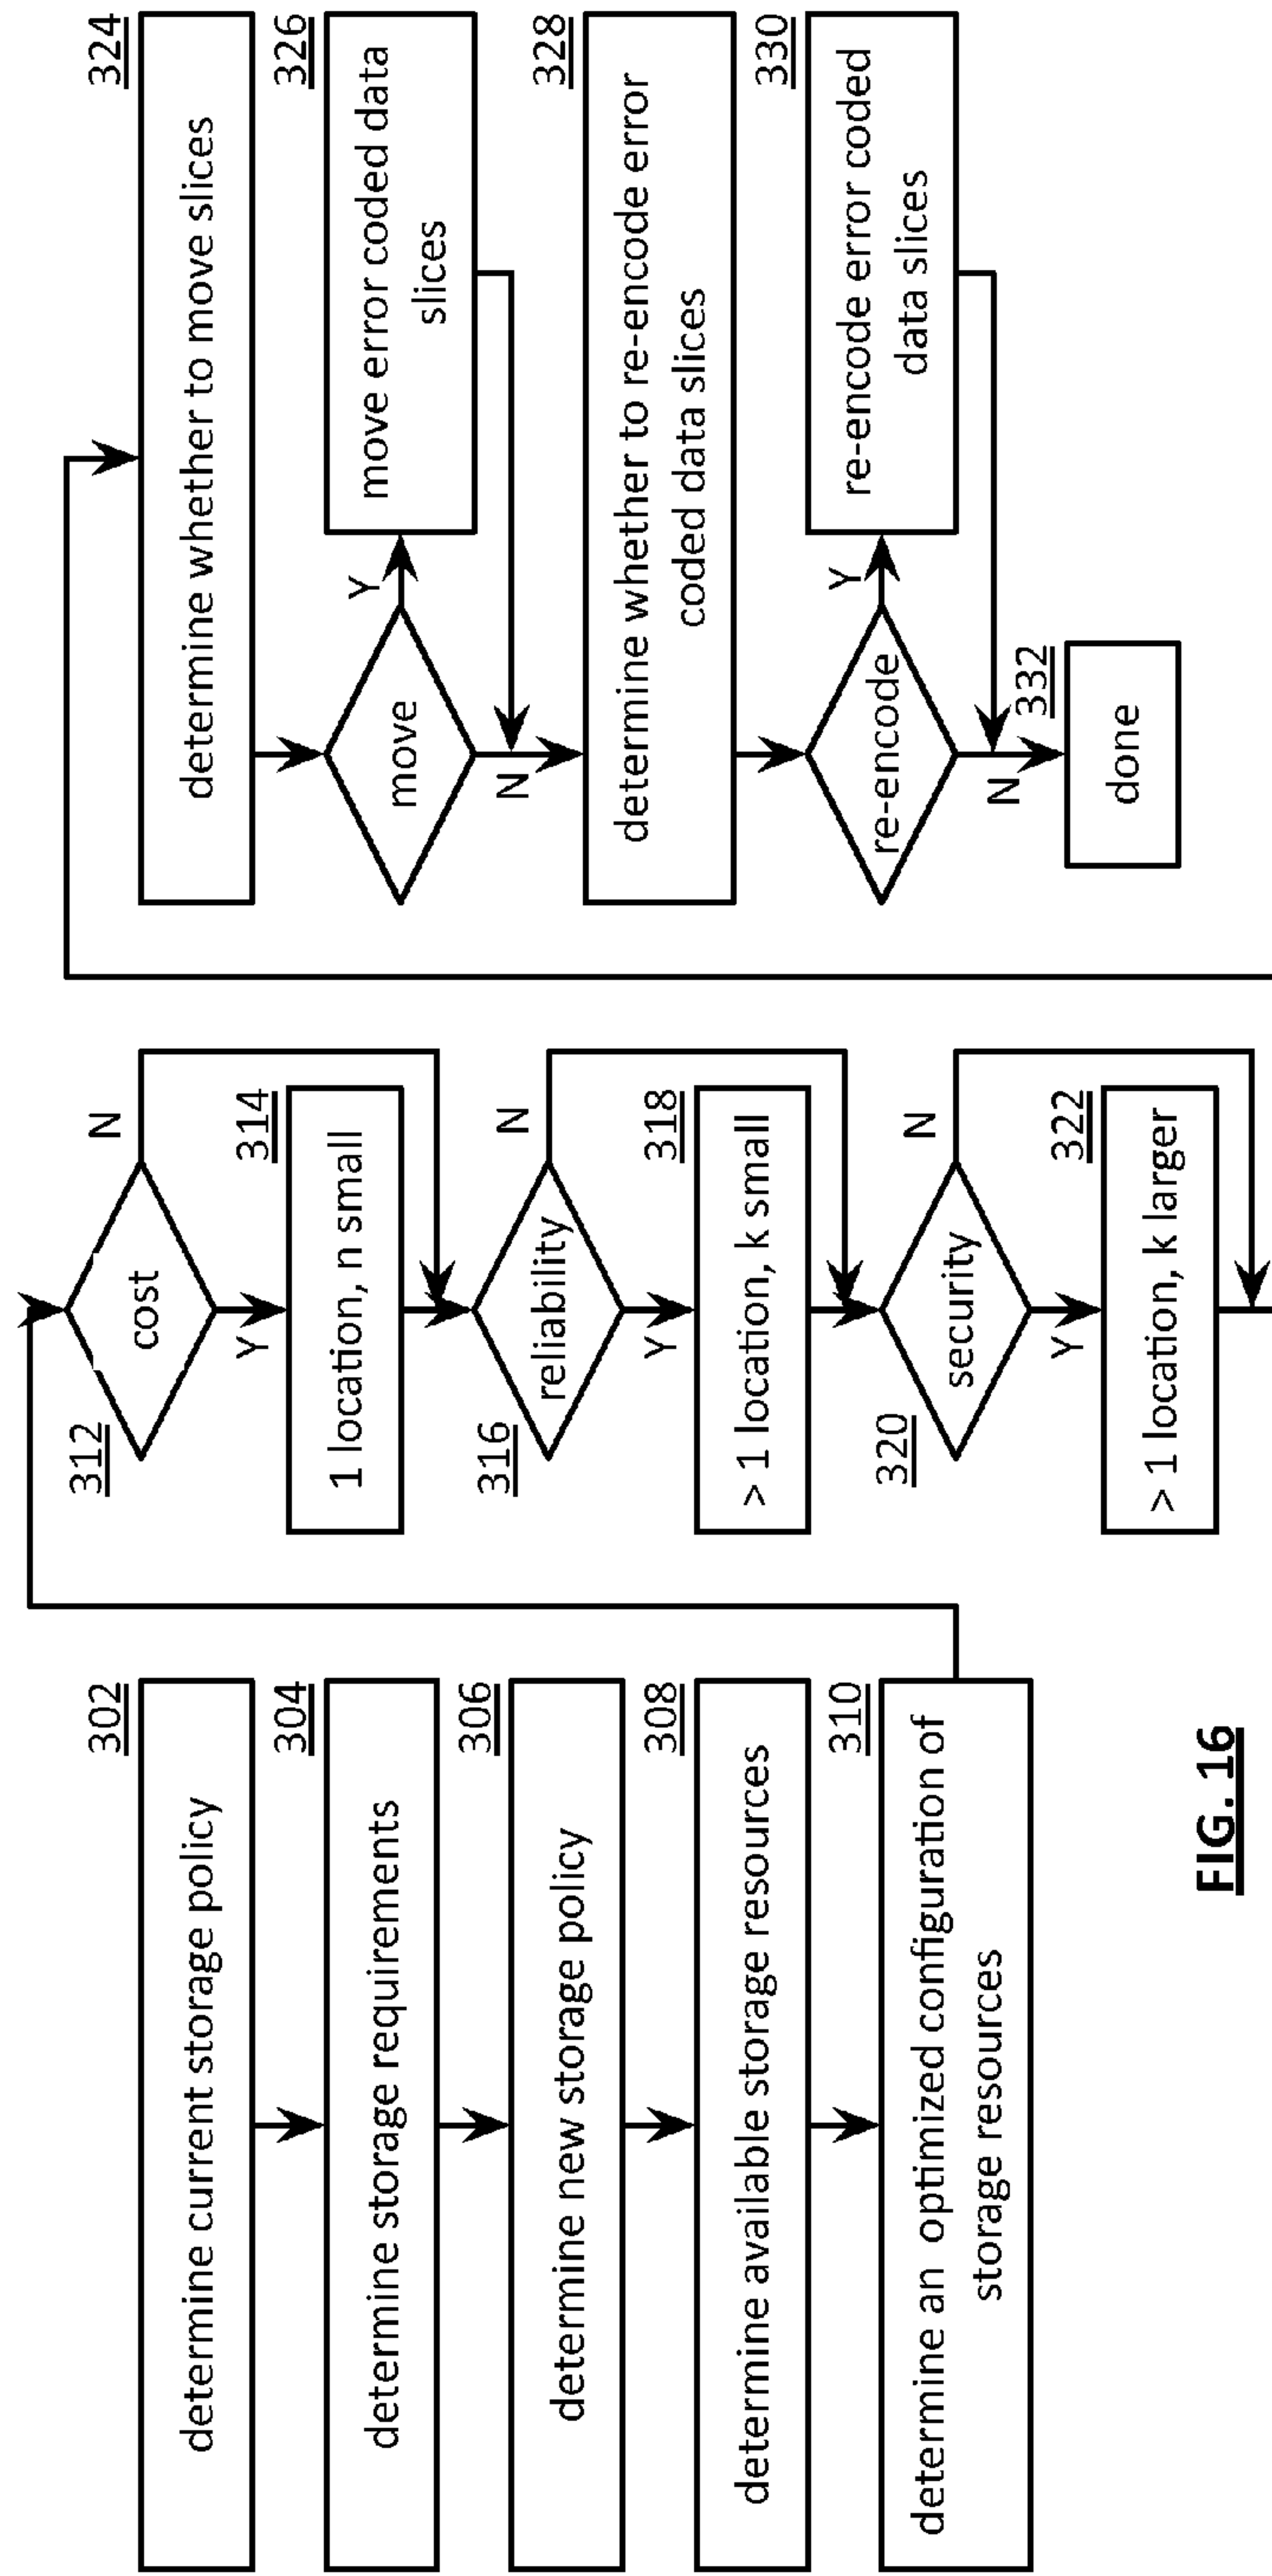 302
determine current storage policy
304
determine storage requirements
306
determine new storage policy
308
determine available storage resources
310
determine an optimized configuration of
storage resources
312
cost
N
Y
314
1 location, n small
316
reliability
N
Y
318
> 1 location, k small
320
security
N
Y
322
> 1 location, k larger
324
determine whether to move slices
move
Y
N
326
move error coded data
slices
328
determine whether to re-encode error
coded data slices
re-encode
Y
N
330
re-encode error coded
data slices
332
done
FIG. 16